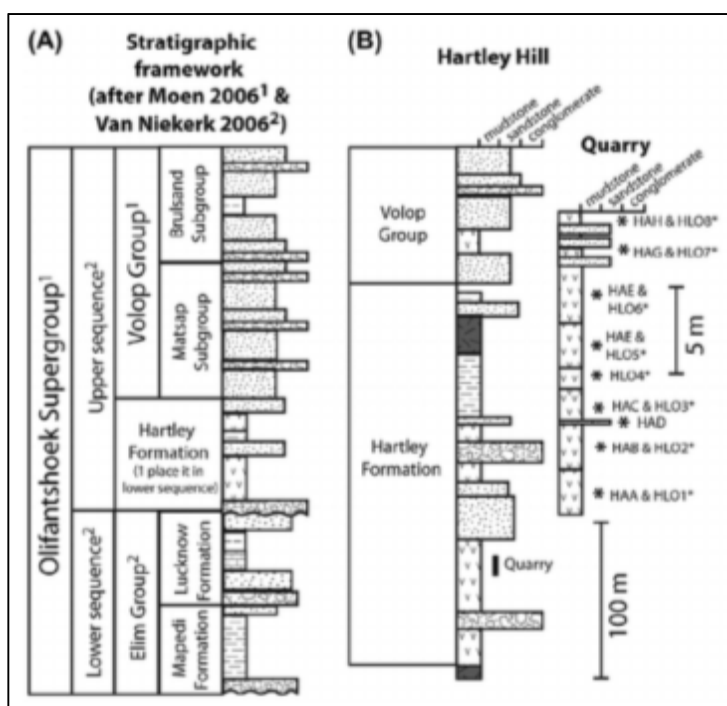 (A)
Stratigraphic
framework
(after Moen 2006¹ &
Van Niekerk 2006²)
Olifantshoek Supergroup¹
Upper sequence²
Lower sequence²
Volop Group¹
Brulsand
Subgroup
Matsap
Subgroup
Hartley
Formation
(1 place it in
lower sequence)
Elim Group²
Lucknow
Formation
Mapedi
Formation
(B)
Hartley Hill
mudstone
sandstone
conglomerate
Volop
Group
Hartley
Formation
Quarry
100 m
Quarry
mudstone
sandstone
conglomerate
* HAH & HLO8*
* HAG & HLO7*
* HAE &
HLO6*
* HAE &
HLO5*
* HLO4*
* HAC & HLO3*
* HAD
* HAB & HLO2*
* HAA & HLO1*
5 m